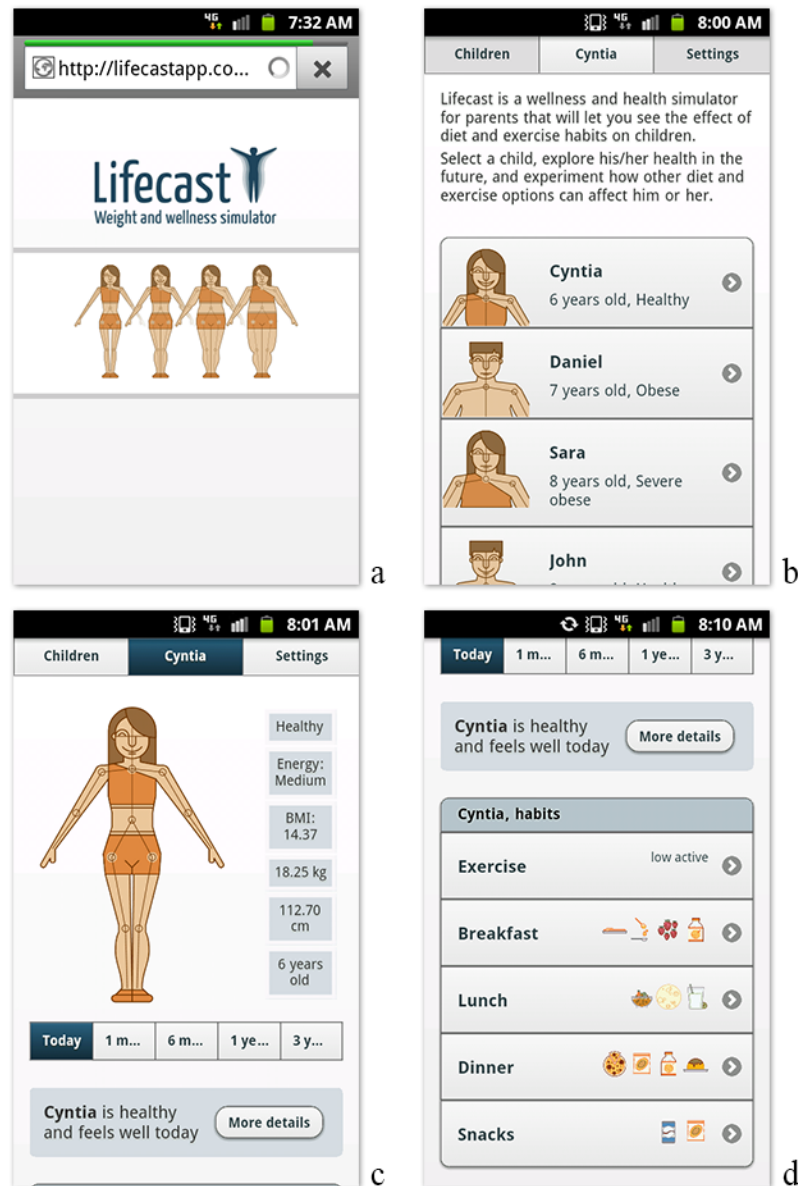 4G 7:32 AM
http://lifecastapp.co...
Lifecast
Weight and wellness simulator
a
4G 8:00 AM
Children Cyntia Settings
Lifecast is a wellness and health simulator
for parents that will let you see the effect of
diet and exercise habits on children.
Select a child, explore his/her health in the
future, and experiment how other diet and
exercise options can affect him or her.
Cyntia
6 years old, Healthy
Daniel
7 years old, Obese
Sara
8 years old, Severe
obese
John
b
4G 8:01 AM
Children Cyntia Settings
Healthy
Energy:
Medium
BMI:
14.37
18.25 kg
112.70
cm
6 years
old
Today 1 m... 6 m... 1 ye... 3 y...
Cyntia is healthy
and feels well today
More details
c
4G 8:10 AM
Today 1 m... 6 m... 1 ye... 3 y...
Cyntia is healthy
and feels well today
More details
Cyntia, habits
Exercise low active
Breakfast
Lunch
Dinner
Snacks
d